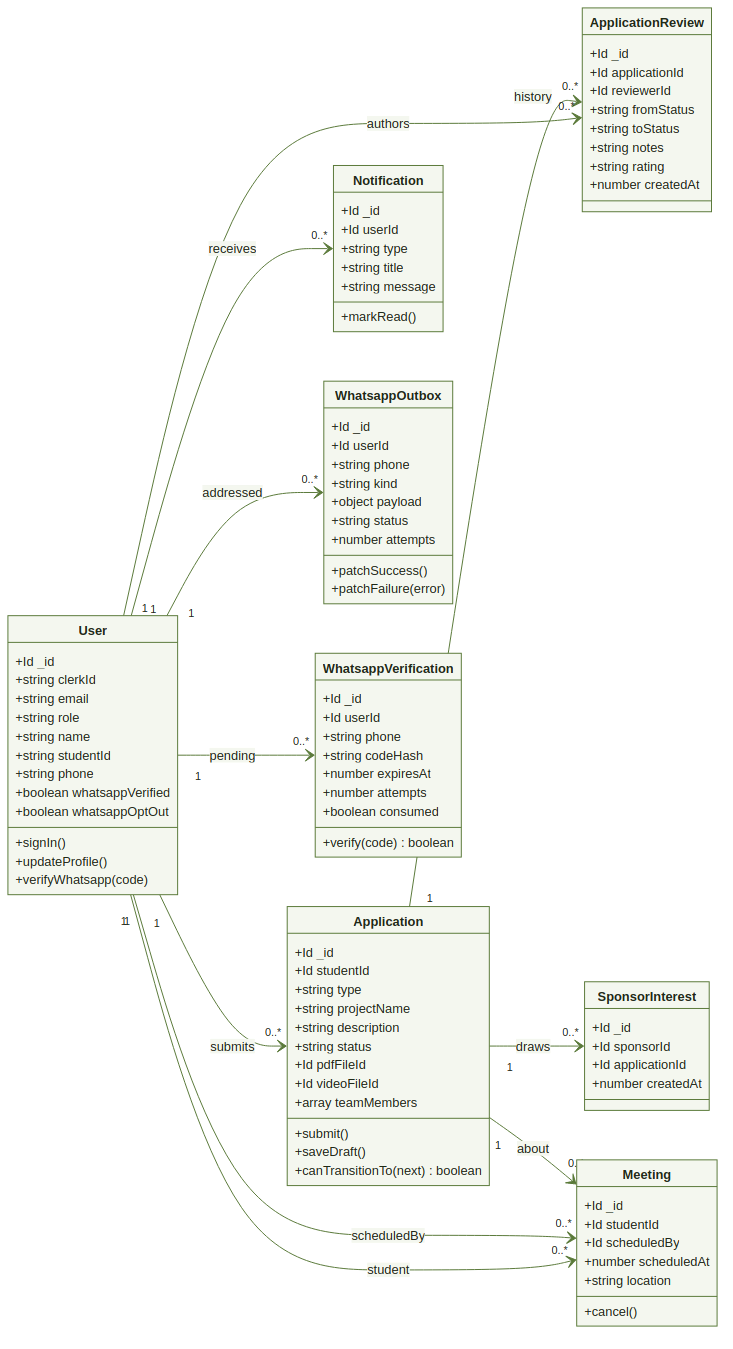 ApplicationReview
+Id _id
+Id applicationId
+Id reviewerId
+string fromStatus
+string toStatus
+string notes
+string rating
+number createdAt
history
0..*
0..*
authors
Notification
+Id _id
+Id userId
+string type
+string title
+string message
+markRead()
receives
0..*
WhatsappOutbox
+Id _id
+Id userId
+string phone
+string kind
+object payload
+string status
+number attempts
+patchSuccess()
+patchFailure(error)
addressed
0..*
1
1
1
User
+Id _id
+string clerkId
+string email
+string role
+string name
+string studentId
+string phone
+boolean whatsappVerified
+boolean whatsappOptOut
+signIn()
+updateProfile()
+verifyWhatsapp(code)
pending
0..*
1
WhatsappVerification
+Id _id
+Id userId
+string phone
+string codeHash
+number expiresAt
+number attempts
+boolean consumed
+verify(code) : boolean
1
1
1
1
Application
+Id _id
+Id studentId
+string type
+string projectName
+string description
+string status
+Id pdfFileId
+Id videoFileId
+array teamMembers
+submit()
+saveDraft()
+canTransitionTo(next) : boolean
submits
0..*
draws
0..*
1
SponsorInterest
+Id _id
+Id sponsorId
+Id applicationId
+number createdAt
1
about
Meeting
+Id _id
+Id studentId
+Id scheduledBy
+number scheduledAt
+string location
+cancel()
scheduledBy
0..*
student
0..*